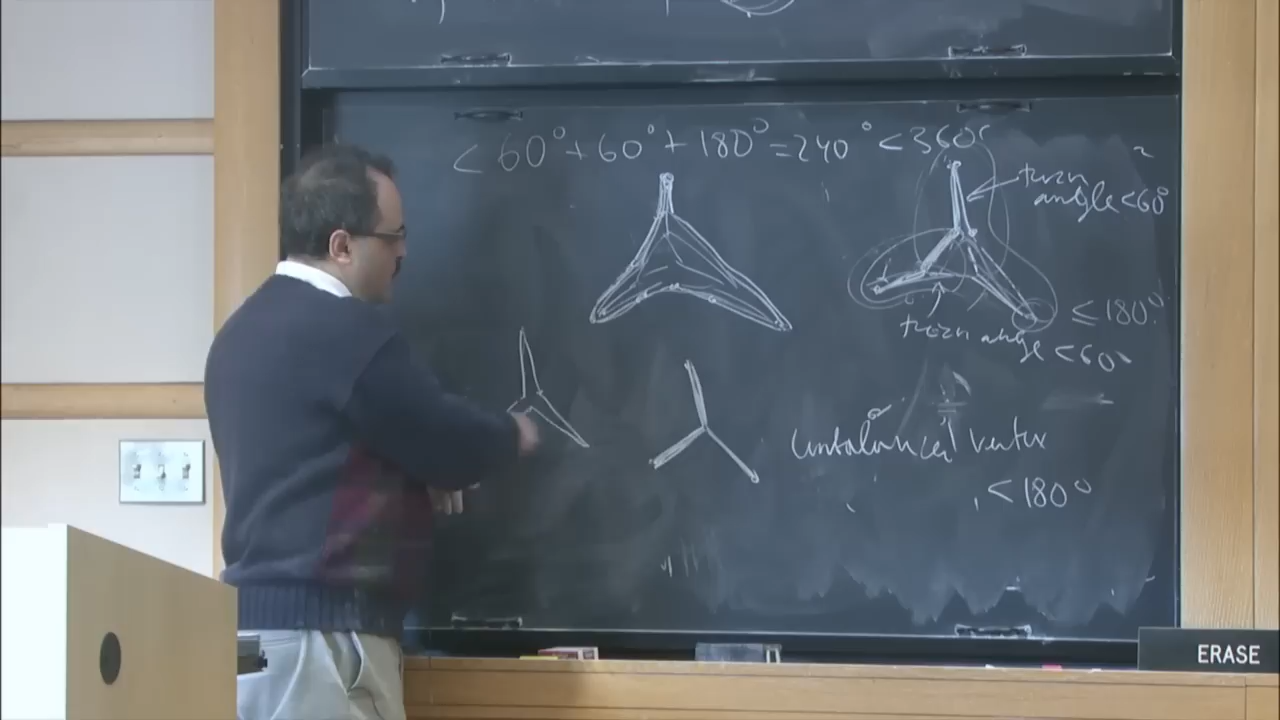 < 60° + 60° + 180° = 240° < 360°
turn
angle < 60°
≤ 180°
turn angle < 60°
unbalanced vertex
< 180°
ERASE